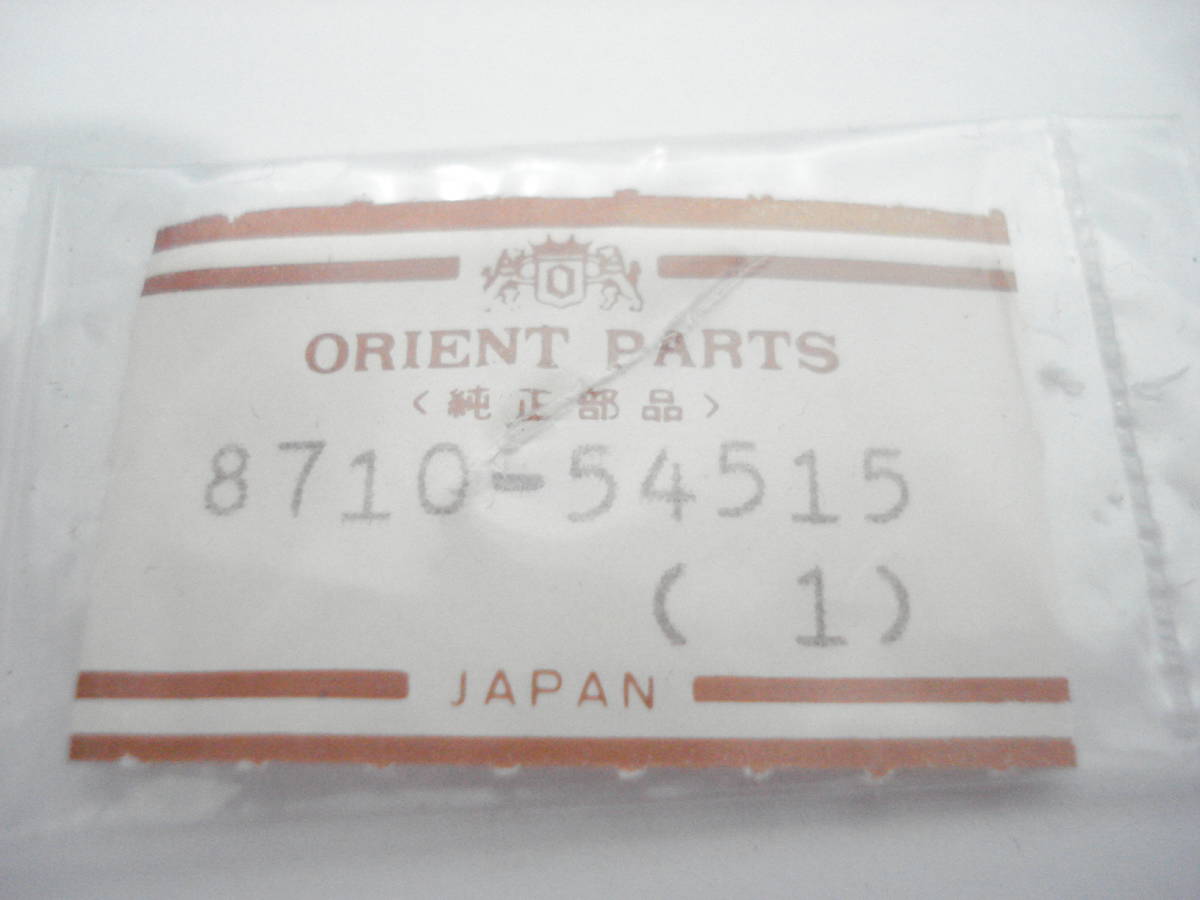 O
ORIENT PARTS
〈純正部品〉
8710-54515
( 1)
JAPAN